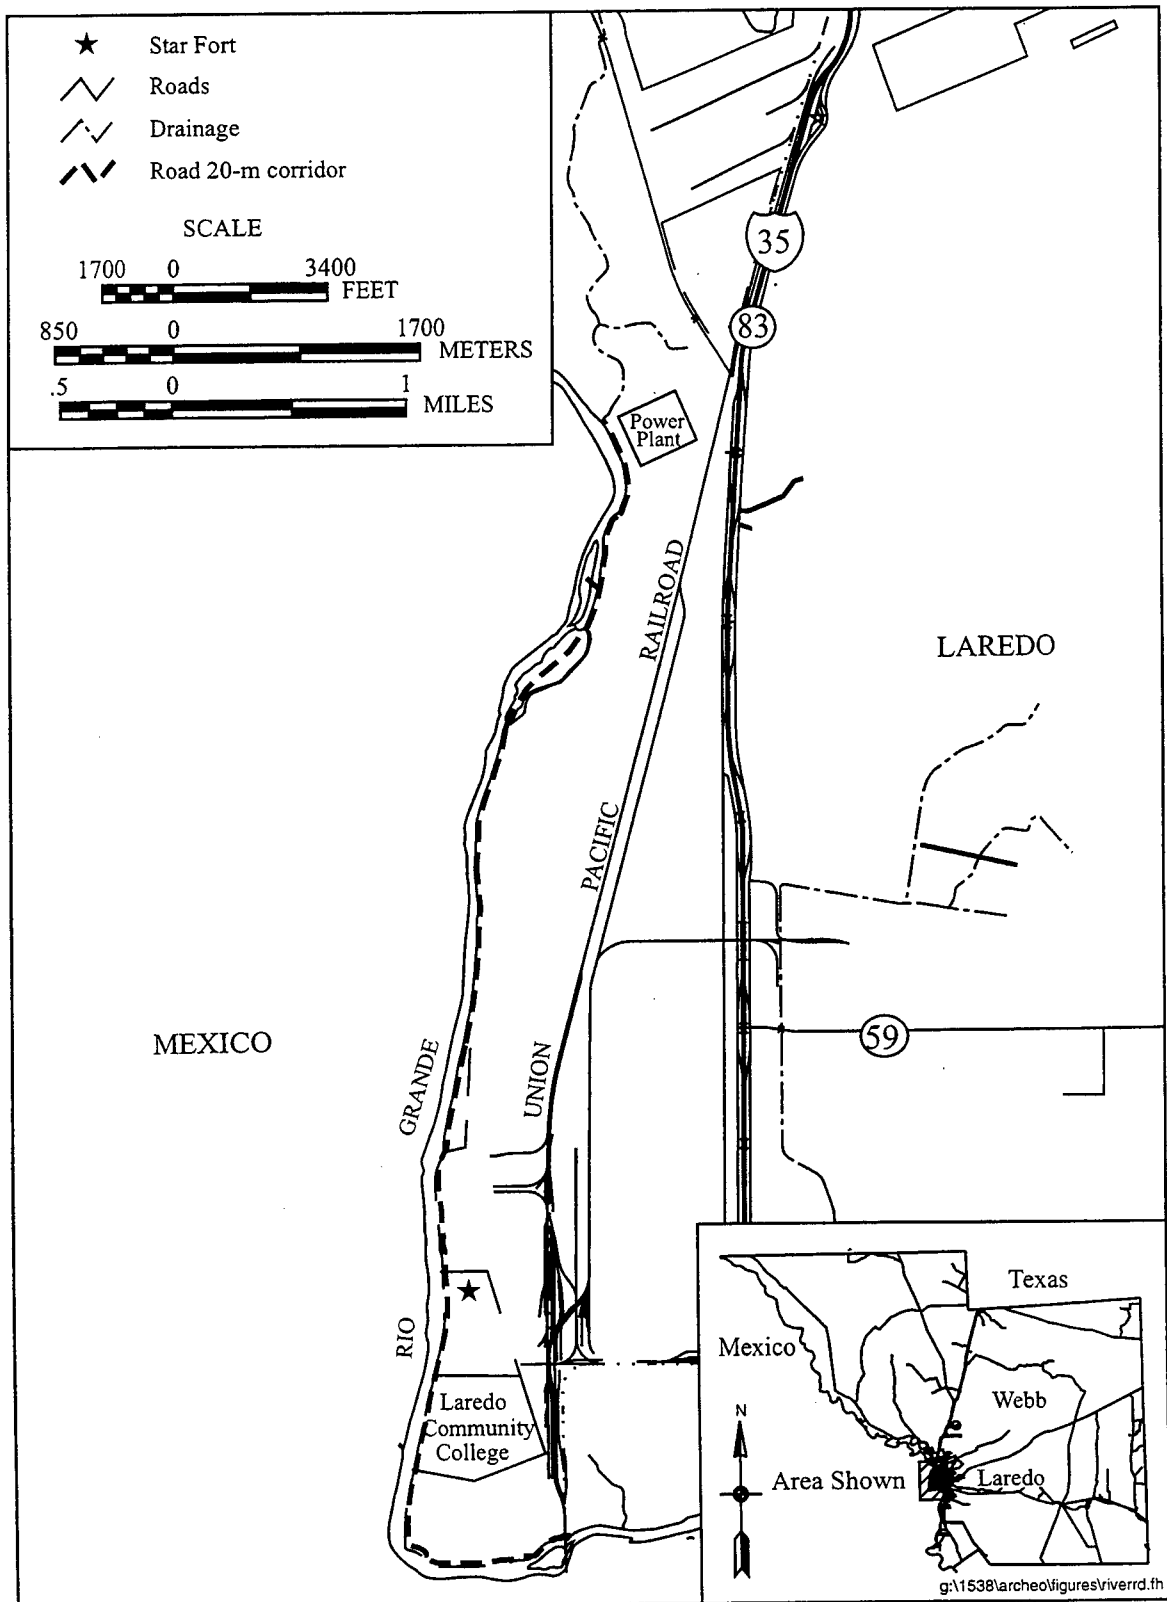 Star Fort
Roads
Drainage
Road 20-m corridor
SCALE
1700 0 3400
FEET
850 0 1700
METERS
.5 0 1
MILES
35
83
Power
Plant
RAILROAD
LAREDO
PACIFIC
MEXICO
GRANDE
UNION
59
RIO
Laredo
Community
College
Texas
Mexico
Webb
N
Area Shown
Laredo
g:\1538\archeo\figures\riverrd.fh